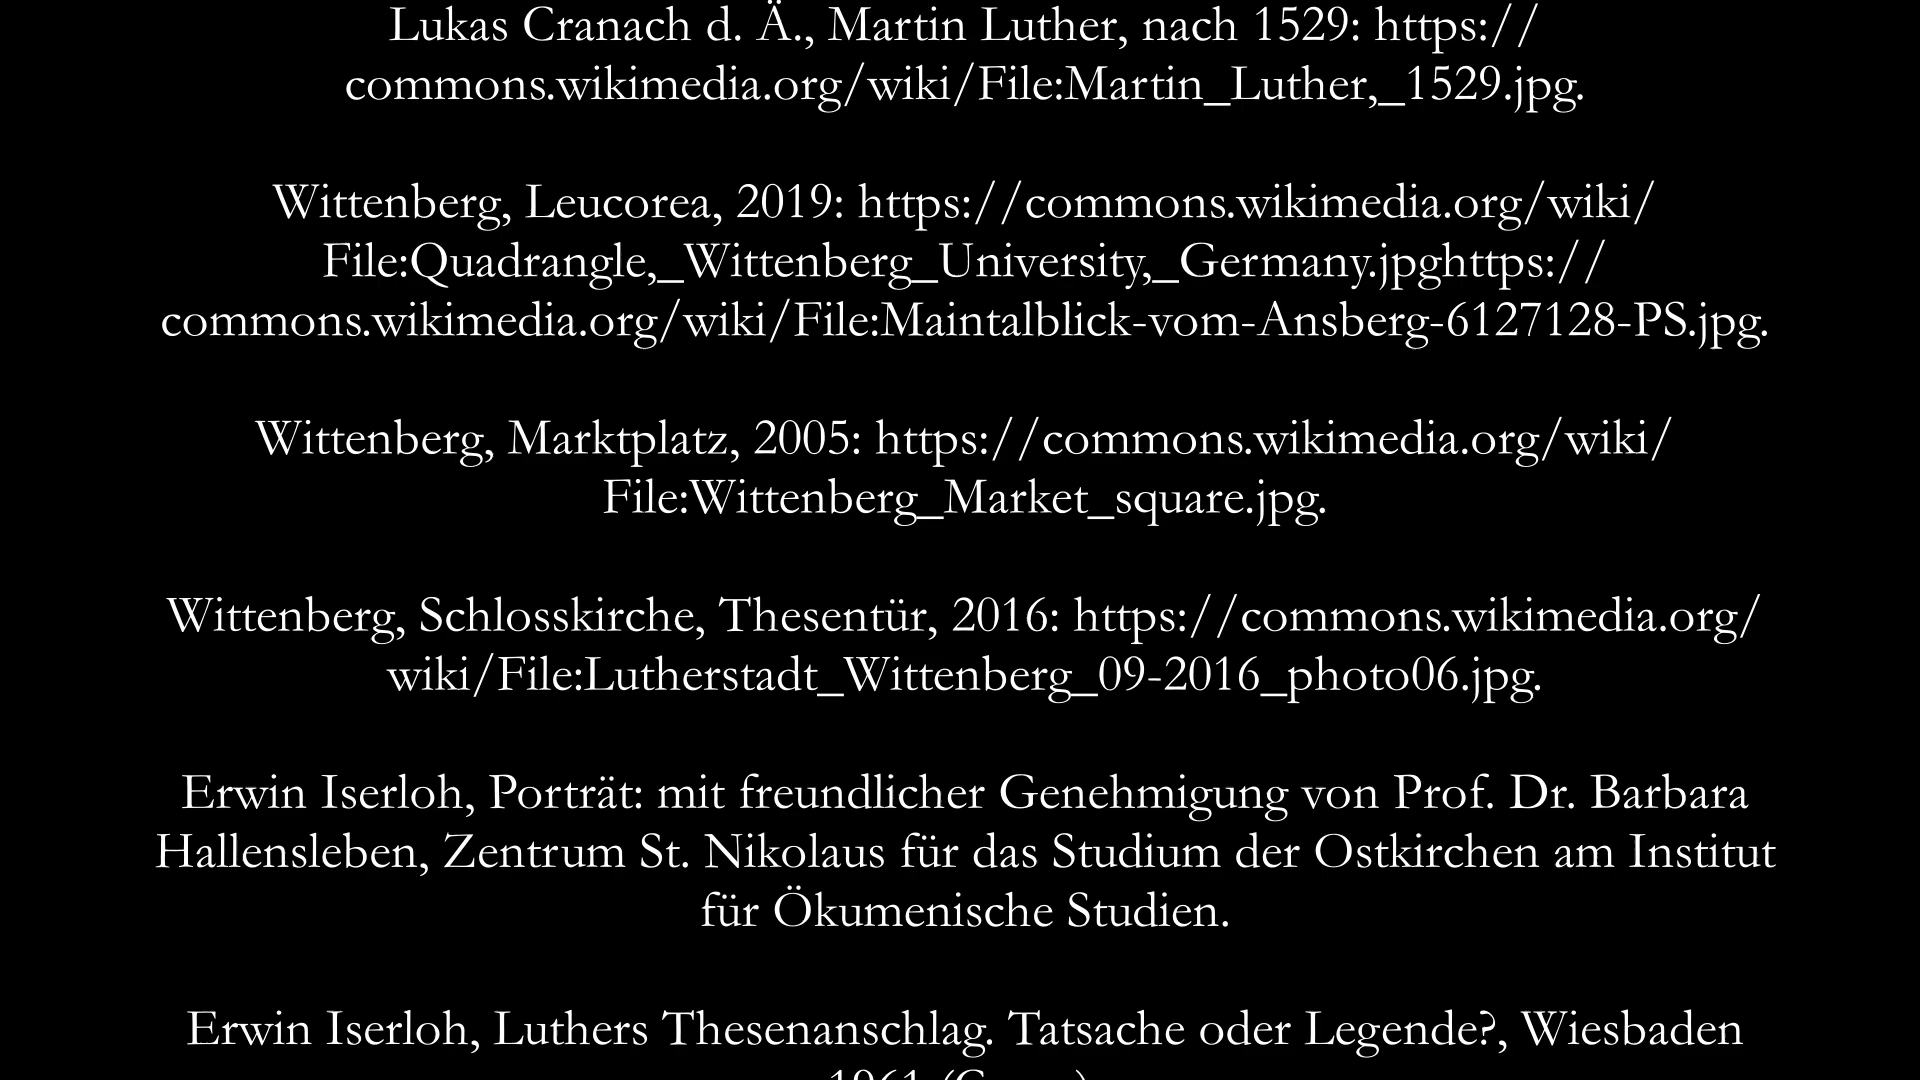 Lukas Cranach d. Ä., Martin Luther, nach 1529: https://
commons.wikimedia.org/wiki/File:Martin_Luther,_1529.jpg.
Wittenberg, Leucorea, 2019: https://commons.wikimedia.org/wiki/
File:Quadrangle,_Wittenberg_University,_Germany.jpghttps://
commons.wikimedia.org/wiki/File:Maintalblick-vom-Ansberg-6127128-PS.jpg.
Wittenberg, Marktplatz, 2005: https://commons.wikimedia.org/wiki/
File:Wittenberg_Market_square.jpg.
Wittenberg, Schlosskirche, Thesentür, 2016: https://commons.wikimedia.org/
wiki/File:Lutherstadt_Wittenberg_09-2016_photo06.jpg.
Erwin Iserloh, Porträt: mit freundlicher Genehmigung von Prof. Dr. Barbara
Hallensleben, Zentrum St. Nikolaus für das Studium der Ostkirchen am Institut
für Ökumenische Studien.
Erwin Iserloh, Luthers Thesenanschlag. Tatsache oder Legende?, Wiesbaden